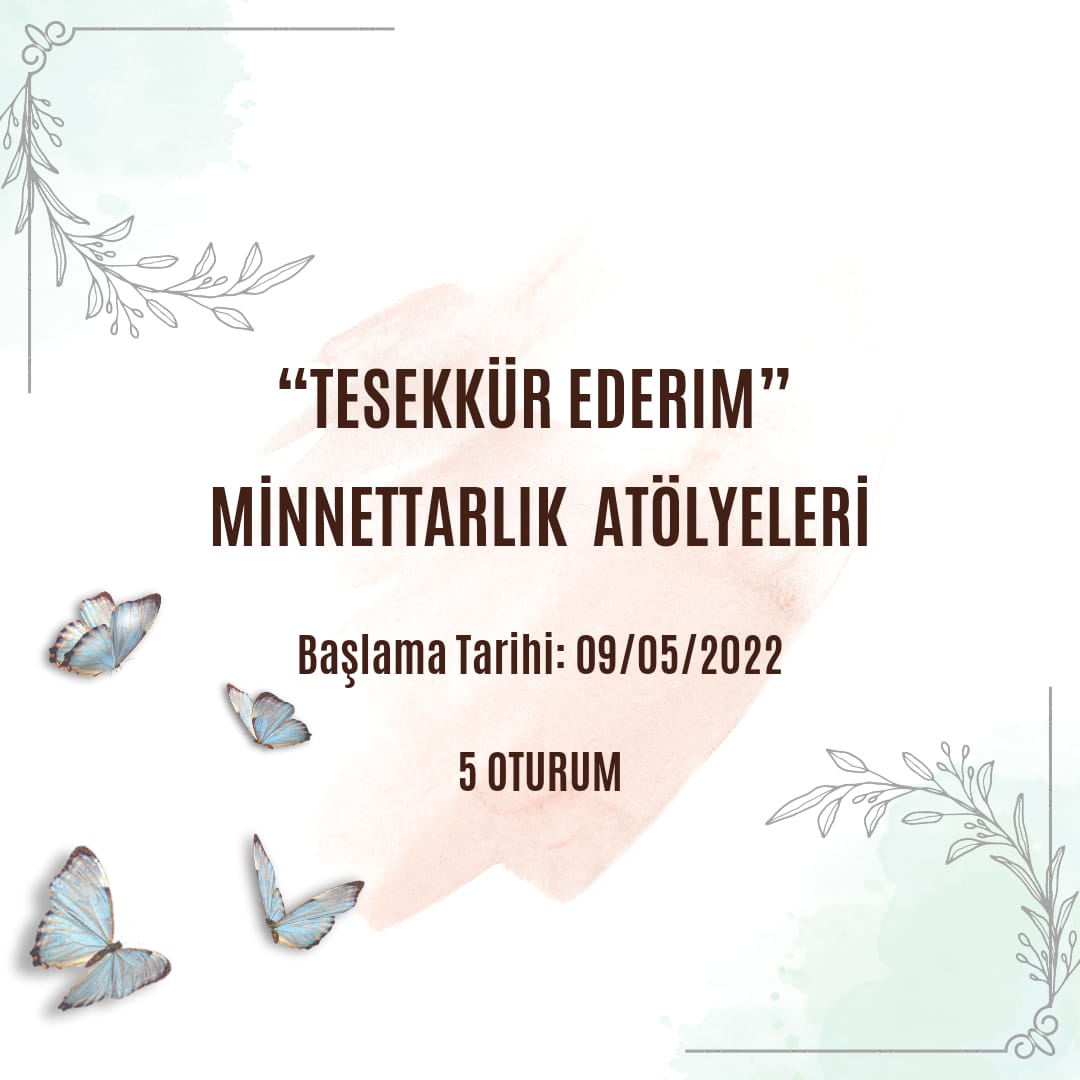 “TESEKKÜR EDERIM”
MİNNETTARLIK ATÖLYELERİ
Başlama Tarihi: 09/05/2022
5 OTURUM